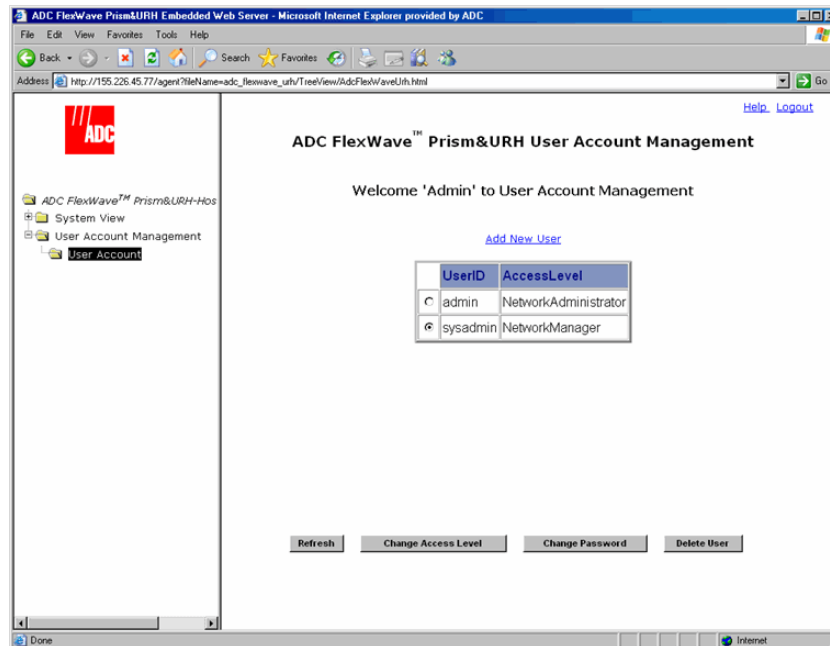 ADC FlexWave Prism&URH Embedded Web Server - Microsoft Internet Explorer provided by ADC
File Edit View Favorites Tools Help
Back Search Favorites
Address http://155.226.45.77/agent?fileName=adc_flexwave_urh/TreeView/AdcFlexWaveUrh.html Go
ADC
Help Logout
ADC FlexWave™ Prism&URH User Account Management
Welcome 'Admin' to User Account Management
ADC FlexWave™ Prism&URH-Hos
System View
User Account Management
User Account
Add New User
UserID AccessLevel
admin NetworkAdministrator
sysadmin NetworkManager
Refresh Change Access Level Change Password Delete User
Done Internet